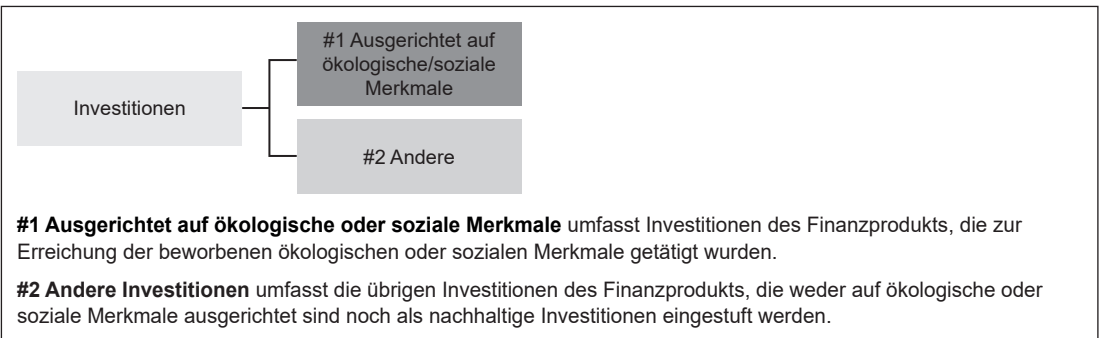 #1 Ausgerichtet auf
ökologische/soziale
Merkmale
Investitionen
#2 Andere
#1 Ausgerichtet auf ökologische oder soziale Merkmale umfasst Investitionen des Finanzprodukts, die zur
Erreichung der beworbenen ökologischen oder sozialen Merkmale getätigt wurden.
#2 Andere Investitionen umfasst die übrigen Investitionen des Finanzprodukts, die weder auf ökologische oder
soziale Merkmale ausgerichtet sind noch als nachhaltige Investitionen eingestuft werden.